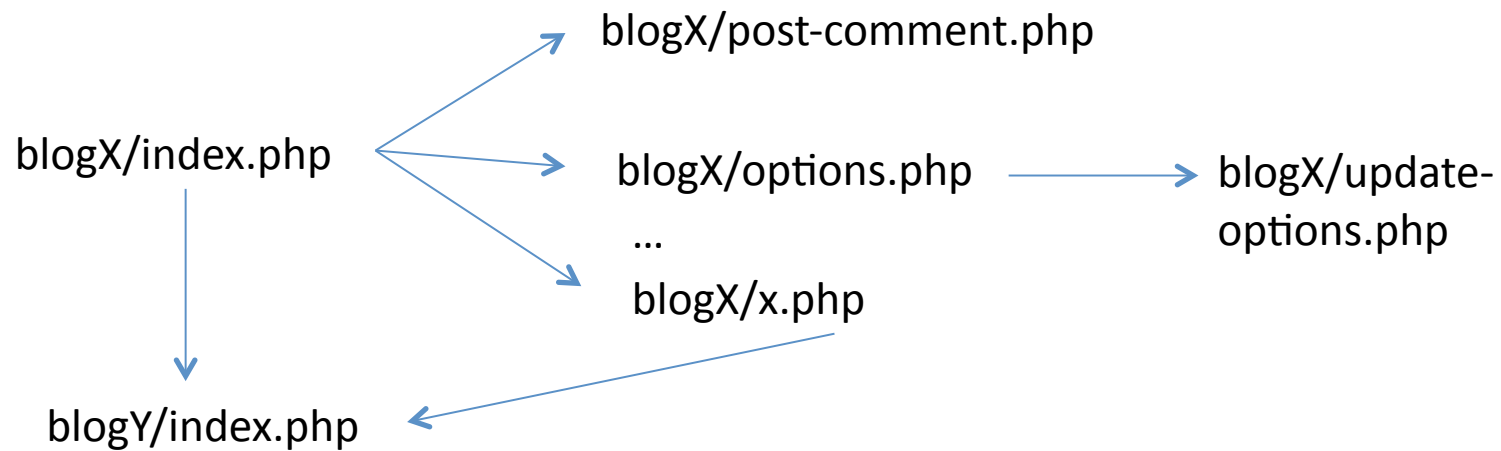 blogX/post-comment.php
blogX/index.php
blogX/options.php
blogX/update-
options.php
...
blogX/x.php
blogY/index.php